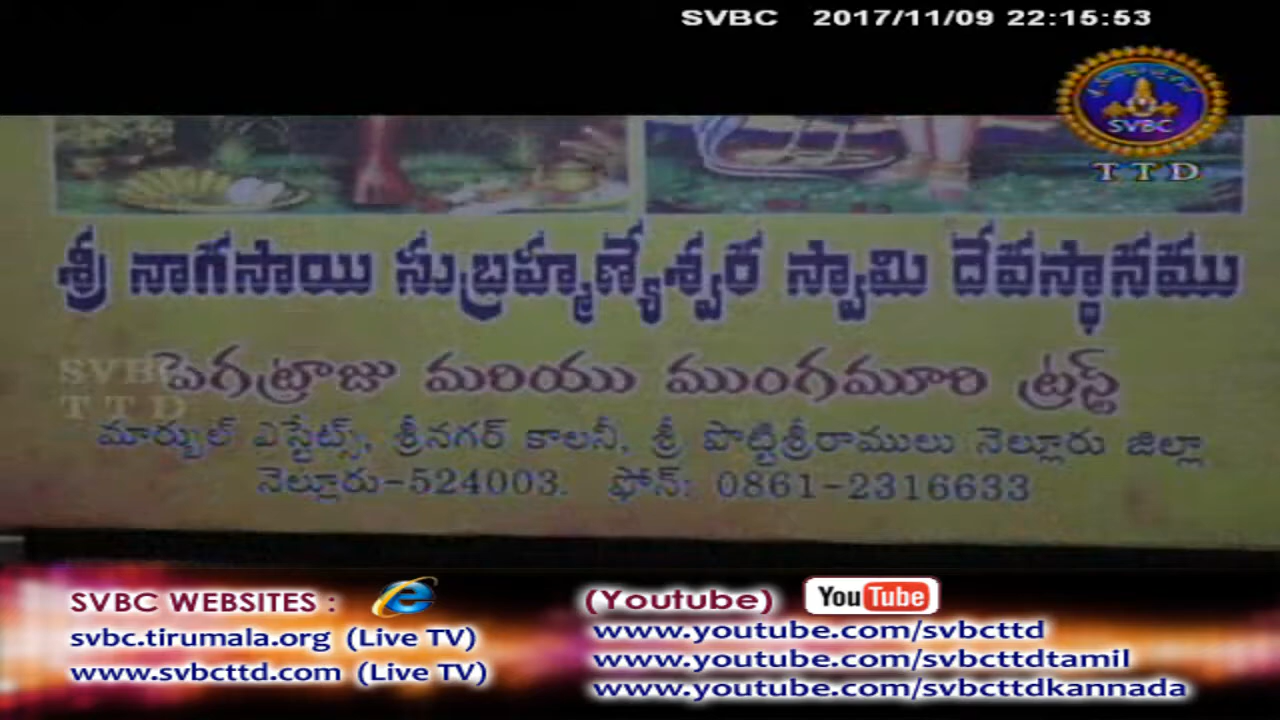 SVBC 2017/11/09 22:15:53
SVBC
T T D
శ్రీ నాగసాయి సుబ్రహ్మణ్యేశ్వర స్వామి దేవస్థానము
SVBC
పెగట్రాజు మరియు ముంగమూరి ట్రస్ట్
T T D
మార్బుల్ ఎస్టేట్స్, శ్రీనగర్ కాలనీ, శ్రీ పొట్టిశ్రీరాములు నెల్లూరు జిల్లా
నెల్లూరు-524003. ఫోన్: 0861-2316633
SVBC WEBSITES :
svbc.tirumala.org (Live TV)
www.svbcttd.com (Live TV)
(Youtube) YouTube
www.youtube.com/svbcttd
www.youtube.com/svbcttdtamil
www.youtube.com/svbcttdkannada